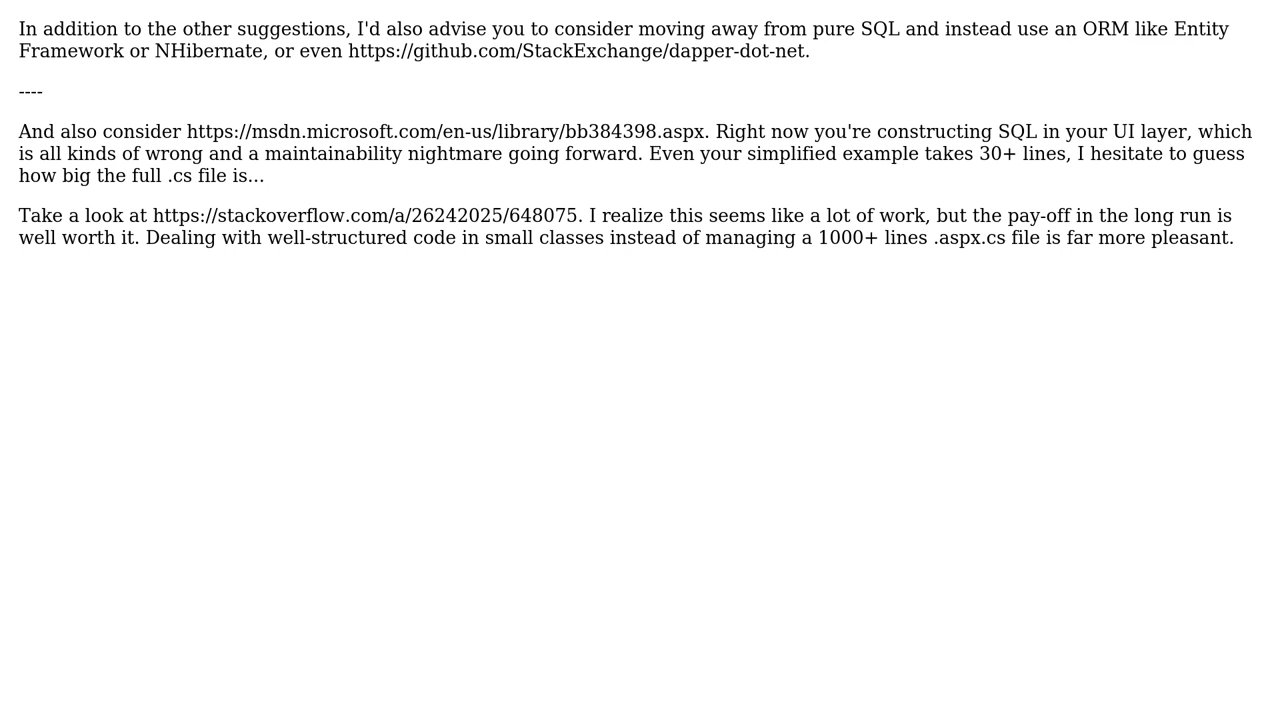 In addition to the other suggestions, I'd also advise you to consider moving away from pure SQL and instead use an ORM like Entity
Framework or NHibernate, or even https://github.com/StackExchange/dapper-dot-net.
----
And also consider https://msdn.microsoft.com/en-us/library/bb384398.aspx. Right now you're constructing SQL in your UI layer, which
is all kinds of wrong and a maintainability nightmare going forward. Even your simplified example takes 30+ lines, I hesitate to guess
how big the full .cs file is...
Take a look at https://stackoverflow.com/a/26242025/648075. I realize this seems like a lot of work, but the pay-off in the long run is
well worth it. Dealing with well-structured code in small classes instead of managing a 1000+ lines .aspx.cs file is far more pleasant.